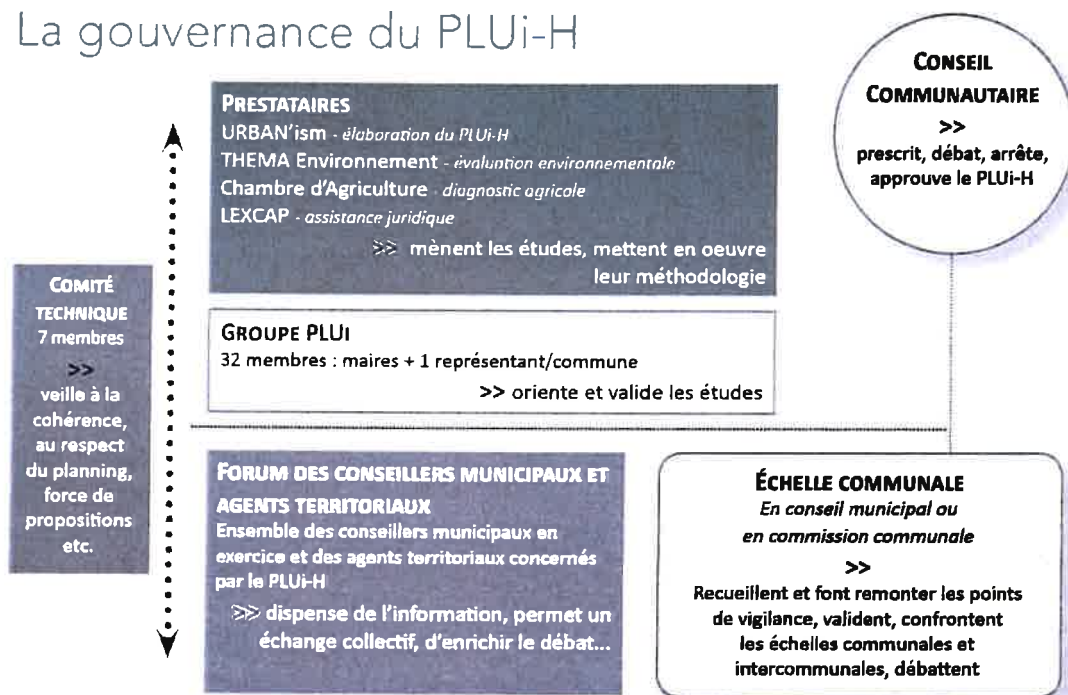 La gouvernance du PLUi-H
CONSEIL
COMMUNAUTAIRE
>>
prescrit, débat, arrête,
approuve le PLUi-H
PRESTATAIRES
URBAN'ism - élaboration du PLUi-H
THEMA Environnement - évaluation environnementale
Chambre d'Agriculture - diagnostic agricole
LEXCAP - assistance juridique
>> mènent les études, mettent en oeuvre
leur méthodologie
COMITÉ
TECHNIQUE
7 membres
>>
veille à la
cohérence,
au respect
du planning,
force de
propositions
etc.
GROUPE PLUI
32 membres : maires + 1 représentant/commune
>> oriente et valide les études
FORUM DES CONSEILLERS MUNICIPAUX ET
AGENTS TERRITORIAUX
Ensemble des conseillers municipaux en
exercice et des agents territoriaux concernés
par le PLUi-H
>> dispense de l'information, permet un
échange collectif, d'enrichir le débat...
ÉCHELLE COMMUNALE
En conseil municipal ou
en commission communale
>>
Recueillent et font remonter les points
de vigilance, valident, confrontent
les échelles communales et
intercommunales, débattent